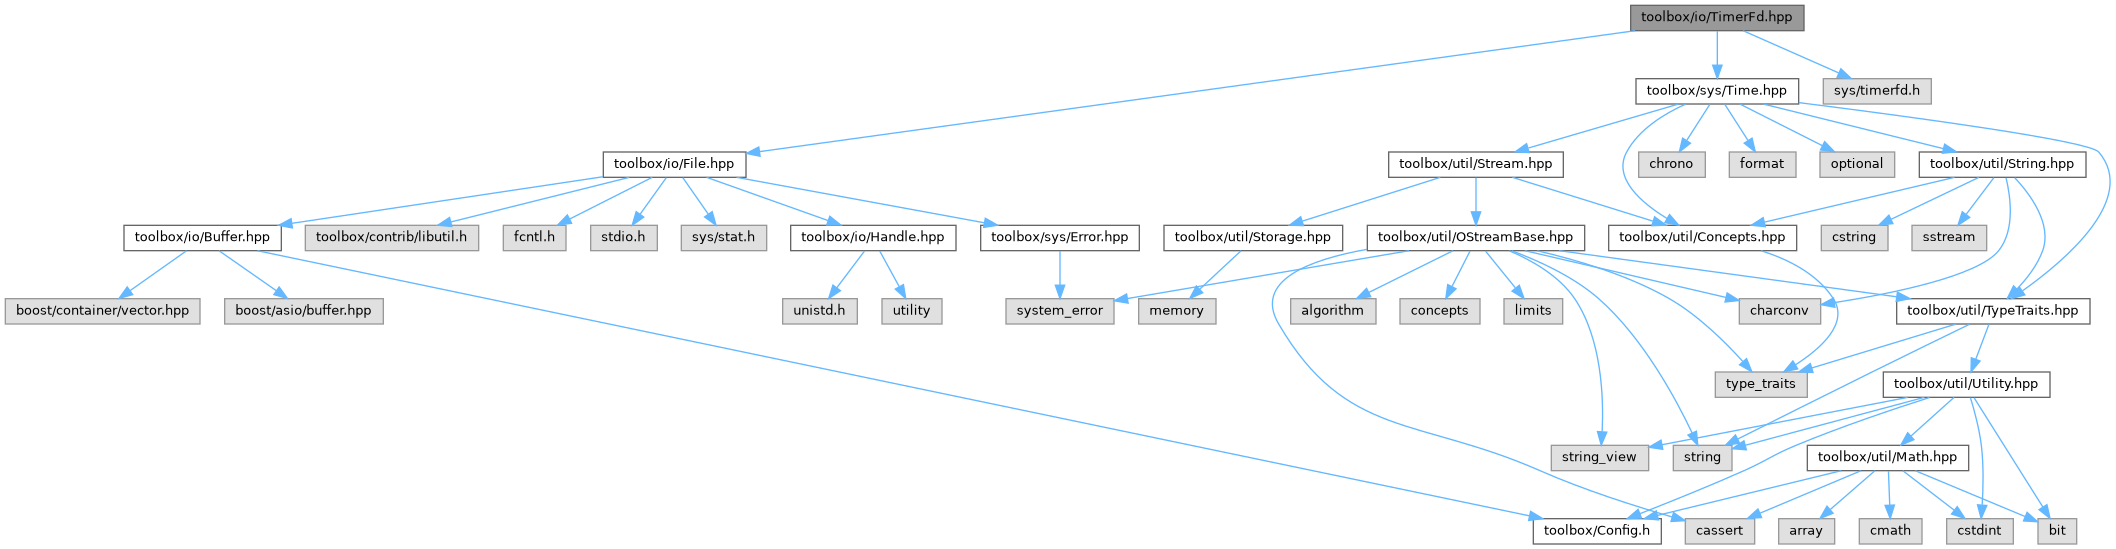 toolbox/io/TimerFd.hpp
toolbox/sys/Time.hpp
sys/timerfd.h
toolbox/io/File.hpp
toolbox/util/Stream.hpp
chrono
format
optional
toolbox/util/String.hpp
toolbox/io/Buffer.hpp
toolbox/contrib/libutil.h
fcntl.h
stdio.h
sys/stat.h
toolbox/io/Handle.hpp
toolbox/sys/Error.hpp
toolbox/util/Storage.hpp
toolbox/util/OStreamBase.hpp
toolbox/util/Concepts.hpp
cstring
sstream
boost/container/vector.hpp
boost/asio/buffer.hpp
unistd.h
utility
system_error
memory
algorithm
concepts
limits
charconv
toolbox/util/TypeTraits.hpp
type_traits
toolbox/util/Utility.hpp
string_view
string
toolbox/util/Math.hpp
toolbox/Config.h
cassert
array
cmath
cstdint
bit